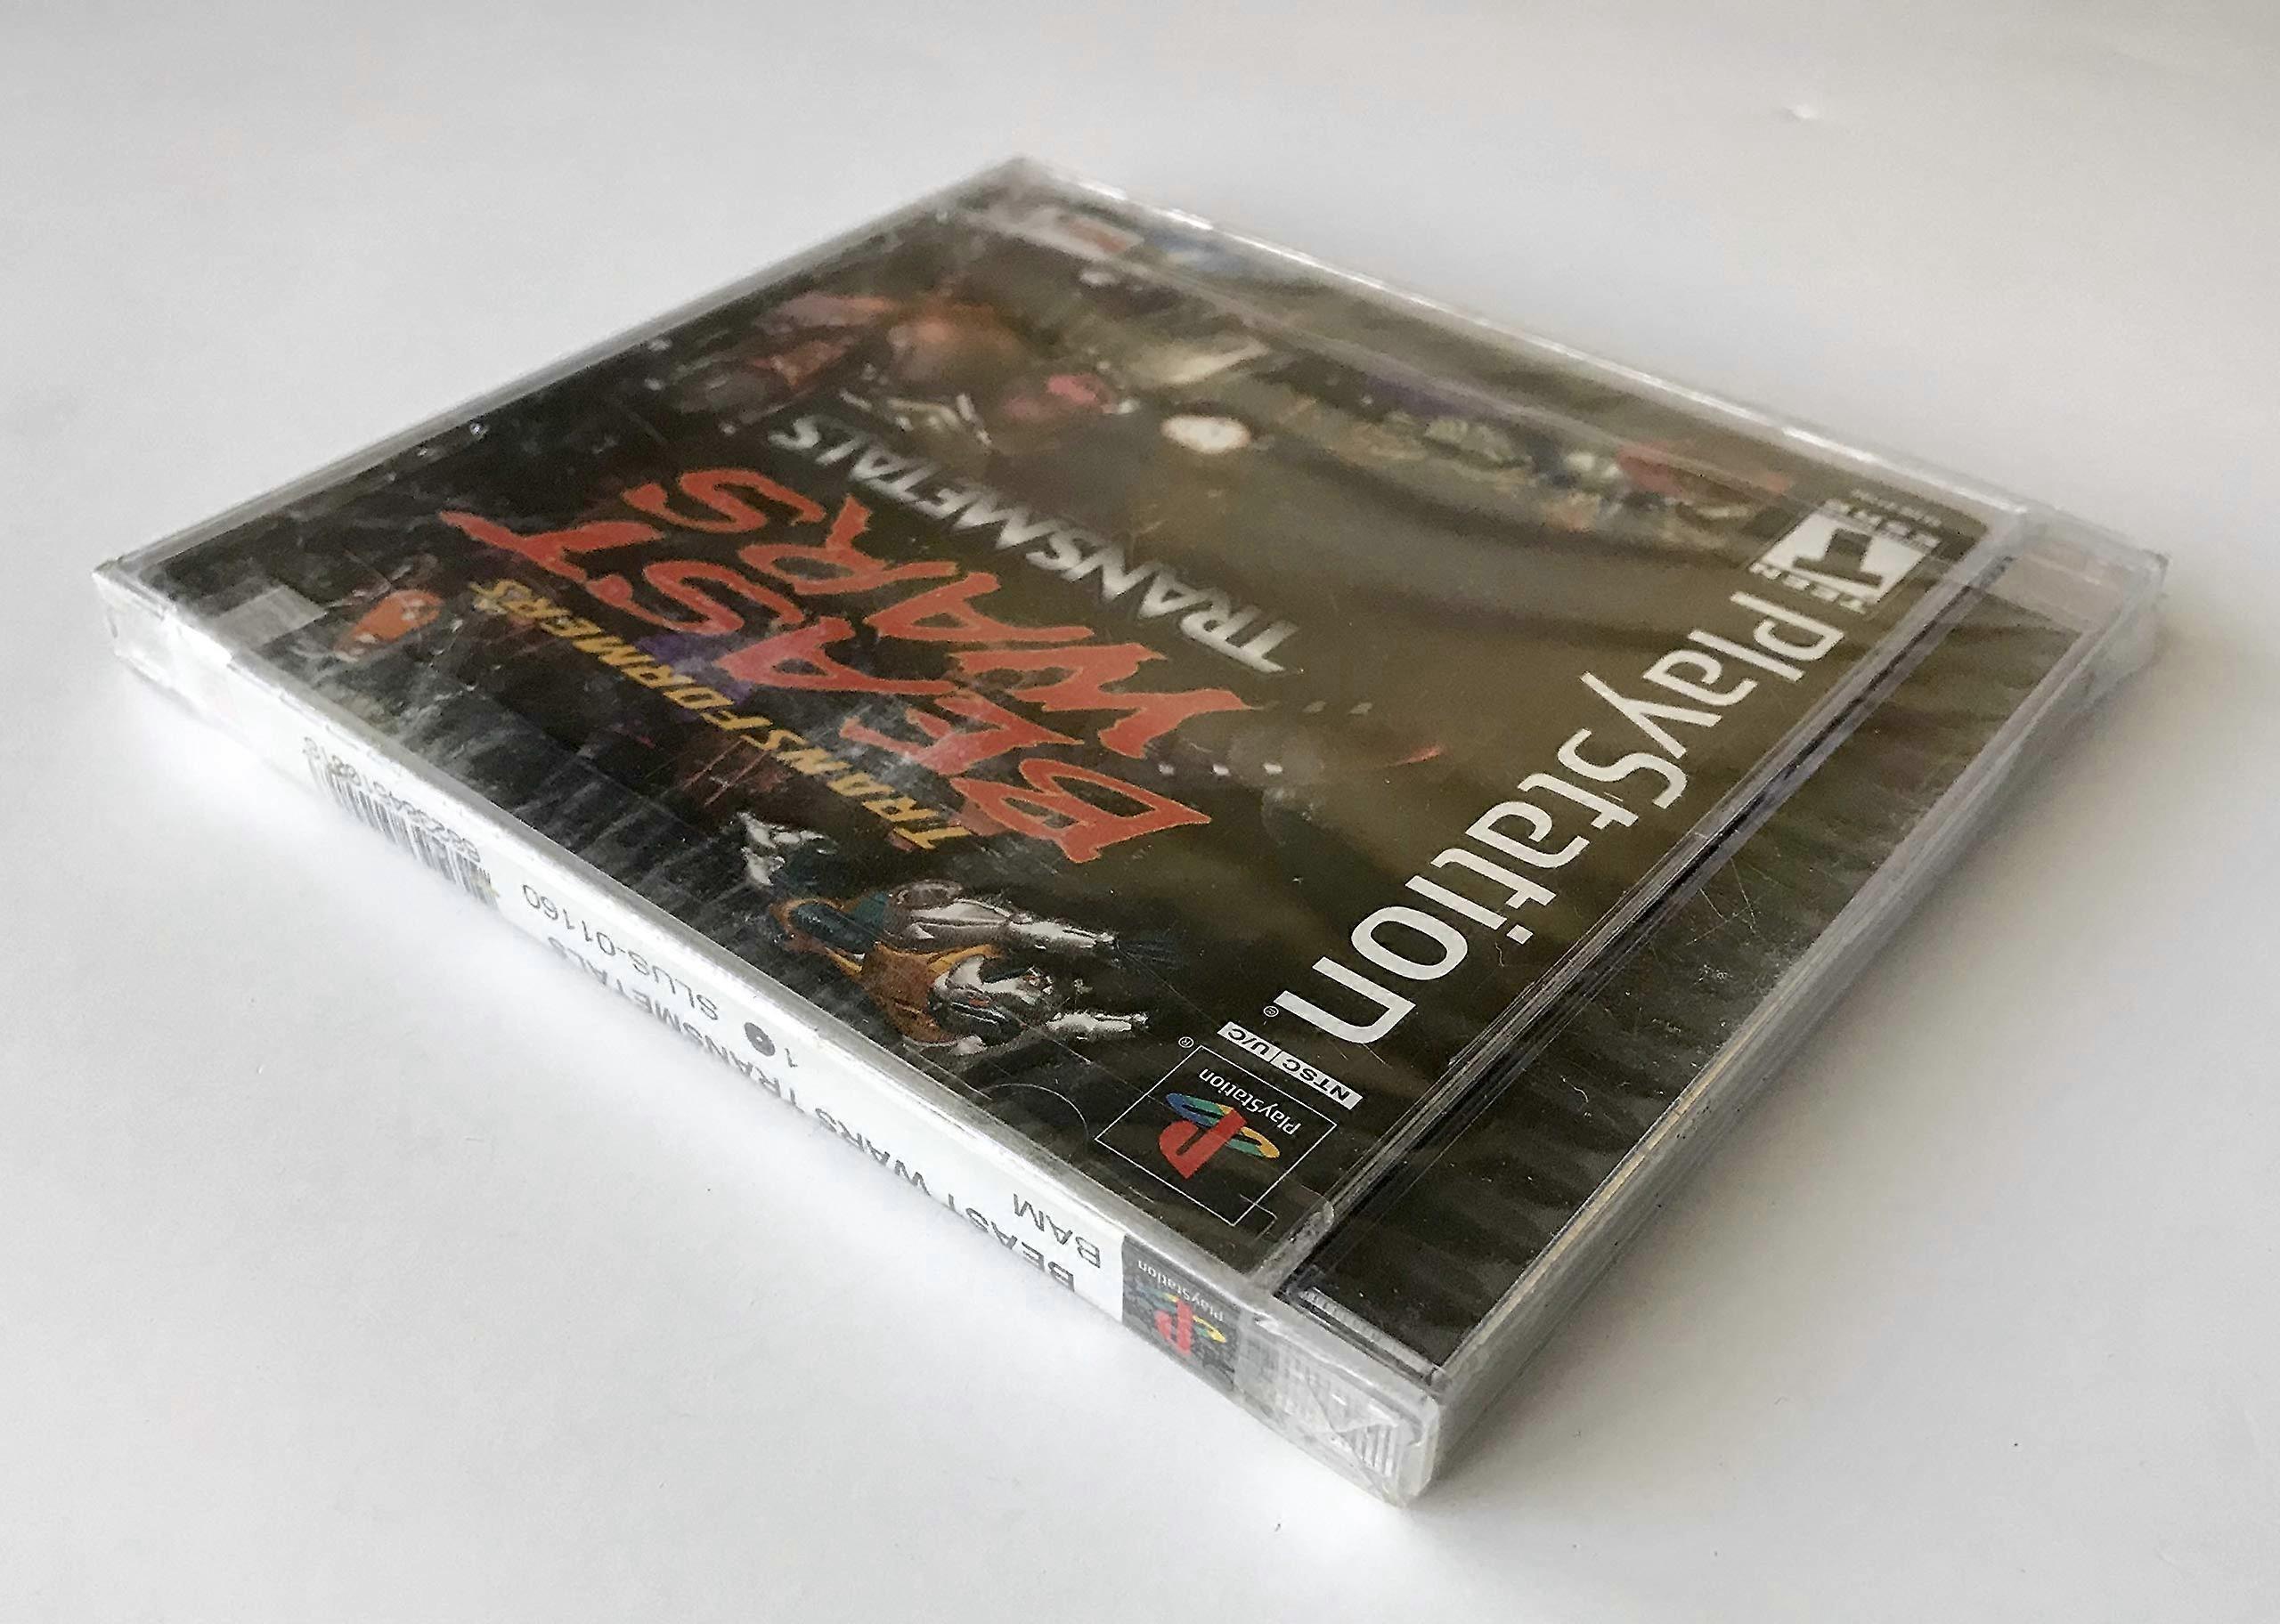 PlayStation
NTSC U/C
PlayStation
®
®
TEEN
T
TRANSFORMERS
BEAST
WARS
TRANSMETALS
PlayStation
BEAST WARS TRANSMETALS
BAM
1
SLUS-01160